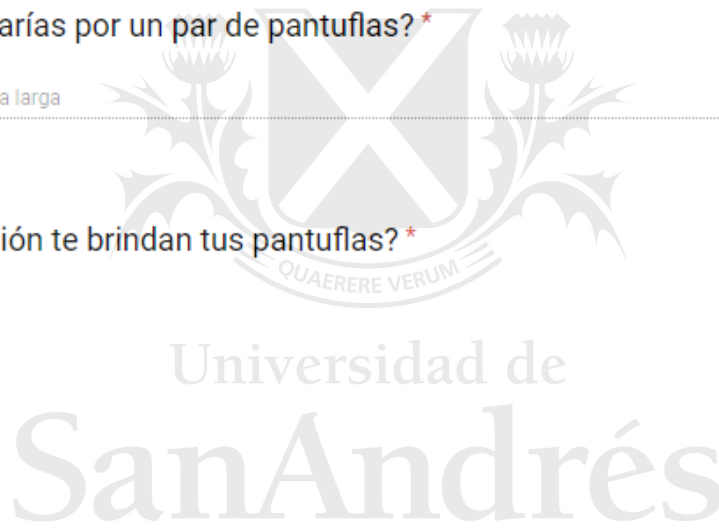 arías por un par de pantuflas? *
a larga
ión te brindan tus pantuflas? *
QUAERERE VERUM
Universidad de
SanAndrés